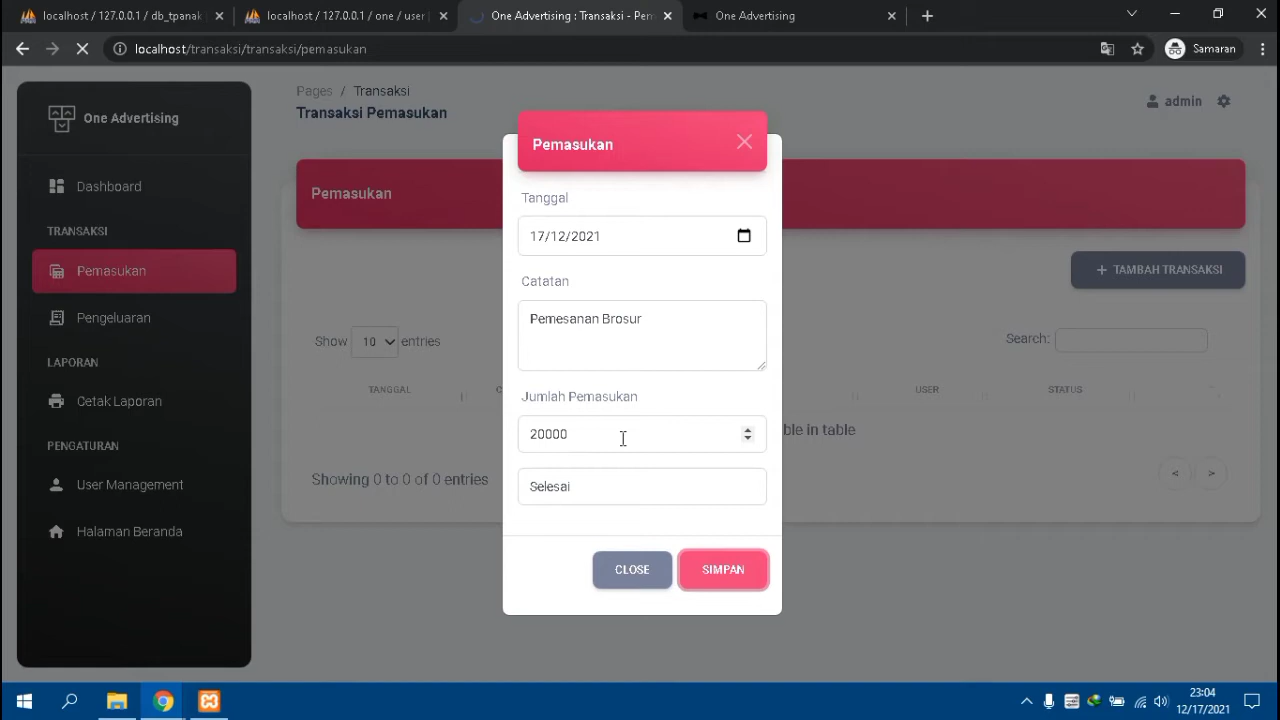 localhost / 127.0.0.1 / db_tpanak
localhost / 127.0.0.1 / one / user
One Advertising : Transaksi - Pem
One Advertising
localhost/transaksi/transaksi/pemasukan
Samaran
One Advertising
Dashboard
TRANSAKSI
Pemasukan
Pengeluaran
LAPORAN
Cetak Laporan
PENGATURAN
User Management
Halaman Beranda
Pages / Transaksi
Transaksi Pemasukan
admin
Pemasukan
+ TAMBAH TRANSAKSI
Show 10 entries
Search:
TANGGAL
USER
STATUS
ble in table
Showing 0 to 0 of 0 entries
< >
Pemasukan
Tanggal
17/12/2021
Catatan
Pemesanan Brosur
Jumlah Pemasukan
20000
Selesai
CLOSE
SIMPAN
23:04
12/17/2021